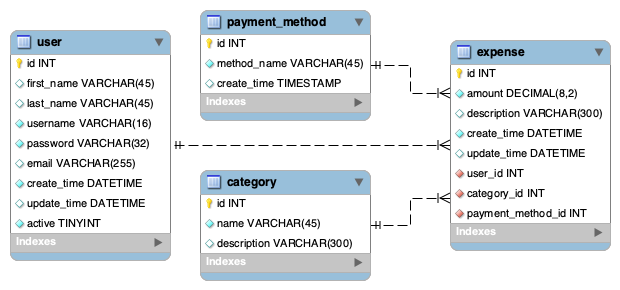 user
id INT
first_name VARCHAR(45)
last_name VARCHAR(45)
username VARCHAR(16)
password VARCHAR(32)
email VARCHAR(255)
create_time DATETIME
update_time DATETIME
active TINYINT
Indexes
payment_method
id INT
method_name VARCHAR(45)
create_time TIMESTAMP
Indexes
category
id INT
name VARCHAR(45)
description VARCHAR(300)
Indexes
expense
id INT
amount DECIMAL(8,2)
description VARCHAR(300)
create_time DATETIME
update_time DATETIME
user_id INT
category_id INT
payment_method_id INT
Indexes